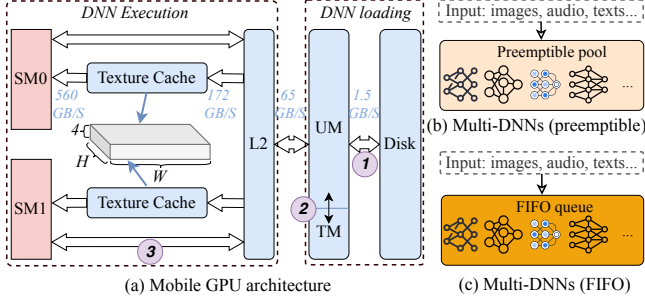 DNN Execution
DNN loading
SM0
Texture Cache
560
GB/S
172
GB/S
65
GB/S
1.5
GB/S
4
H
W
L2
UM
Disk
1
2
TM
SM1
Texture Cache
3
(a) Mobile GPU architecture
Input: images, audio, texts...
Preemptible pool
...
(b) Multi-DNNs (preemptible)
Input: images, audio, texts...
FIFO queue
...
(c) Multi-DNNs (FIFO)